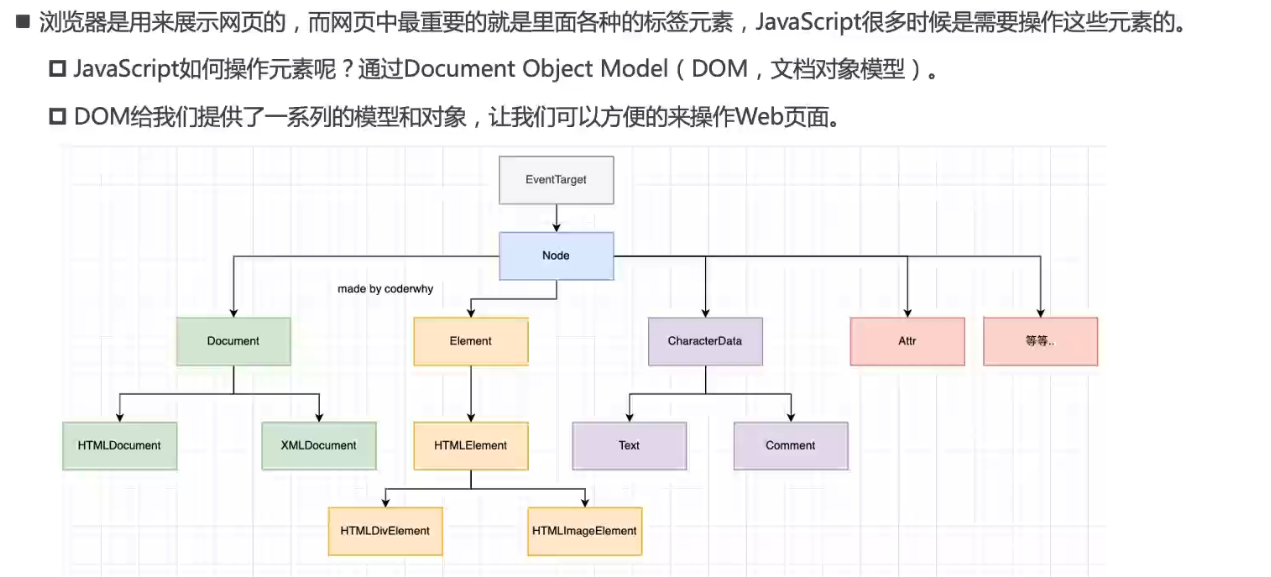 浏览器是用来展示网页的，而网页中最重要的就是里面各种的标签元素，JavaScript很多时候是需要操作这些元素的。
JavaScript如何操作元素呢？通过Document Object Model（DOM，文档对象模型）。
DOM给我们提供了一系列的模型和对象，让我们可以方便的来操作Web页面。
EventTarget
Node
made by coderwhy
Document
Element
CharacterData
Attr
等等..
HTMLDocument
XMLDocument
HTMLElement
Text
Comment
HTMLDivElement
HTMLImageElement